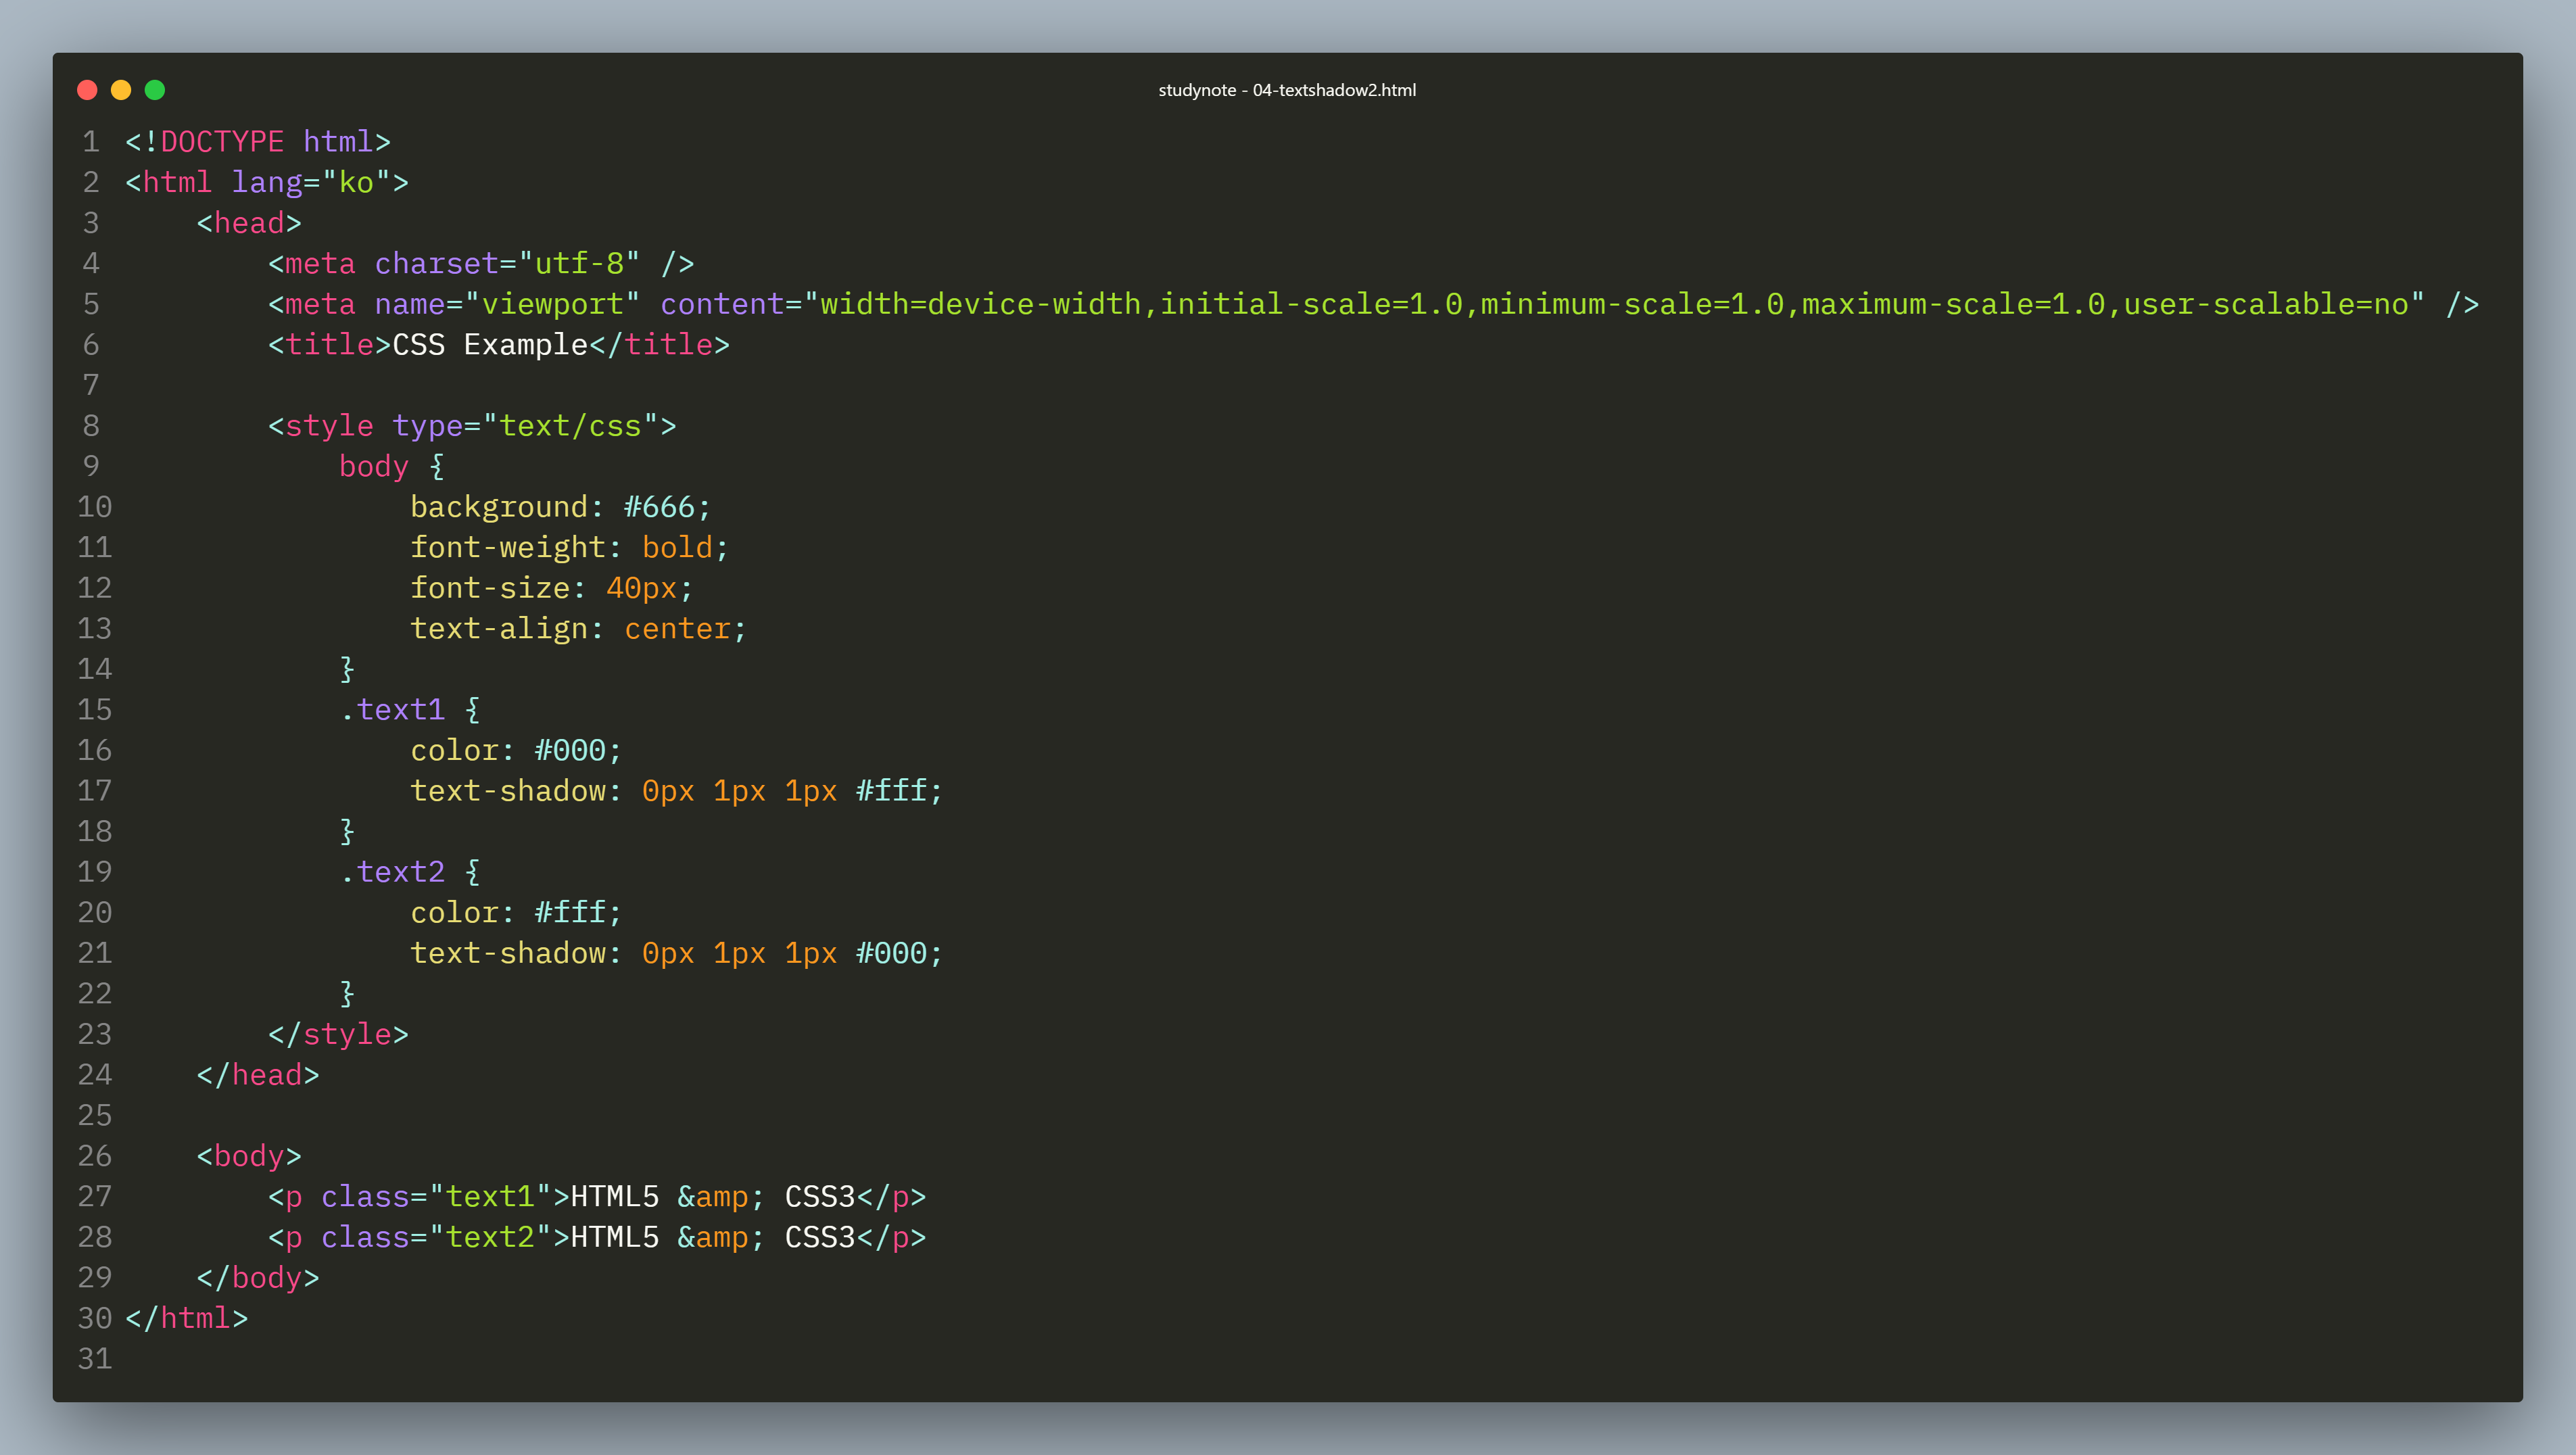 studynote - 04-textshadow2.html
1 <!DOCTYPE html>
2 <html lang="ko">
3     <head>
4         <meta charset="utf-8" />
5         <meta name="viewport" content="width=device-width,initial-scale=1.0,minimum-scale=1.0,maximum-scale=1.0,user-scalable=no" />
6         <title>CSS Example</title>
7
8         <style type="text/css">
9             body {
10                 background: #666;
11                 font-weight: bold;
12                 font-size: 40px;
13                 text-align: center;
14             }
15             .text1 {
16                 color: #000;
17                 text-shadow: 0px 1px 1px #fff;
18             }
19             .text2 {
20                 color: #fff;
21                 text-shadow: 0px 1px 1px #000;
22             }
23         </style>
24     </head>
25
26     <body>
27         <p class="text1">HTML5 &amp; CSS3</p>
28         <p class="text2">HTML5 &amp; CSS3</p>
29     </body>
30 </html>
31